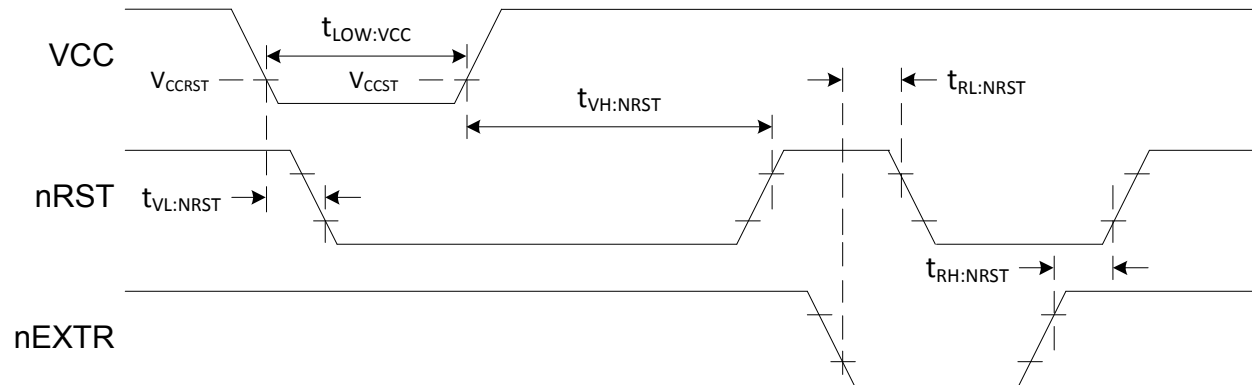 VCC
tLOW:VCC
VCCRST
VCCST
tVH:NRST
tRL:NRST
nRST
tVL:NRST
tRH:NRST
nEXTR